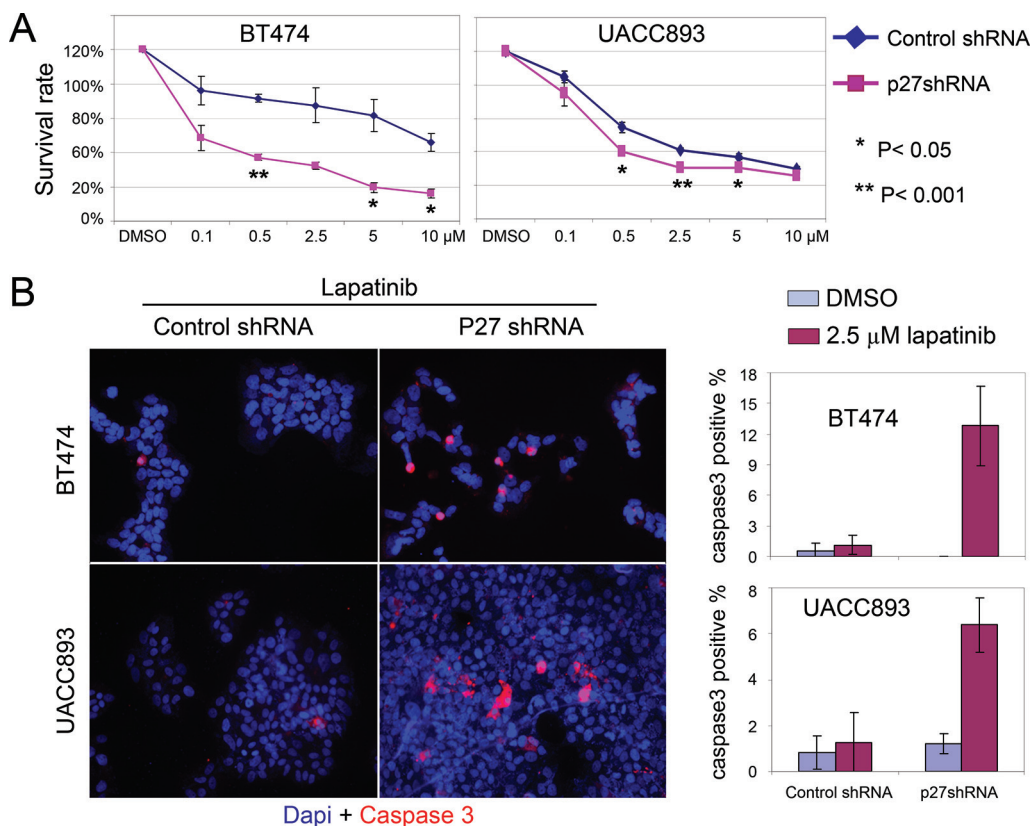 A
BT474
UACC893
Control shRNA
p27shRNA
* P< 0.05
** P< 0.001
Survival rate
120%
100%
80%
60%
40%
20%
0%
**
*
*
*
**
*
DMSO 0.1 0.5 2.5 5 10 µM
DMSO 0.1 0.5 2.5 5 10 µM
B
Lapatinib
Control shRNA P27 shRNA
BT474
UACC893
Dapi + Caspase 3
DMSO
2.5 µM lapatinib
caspase3 positive %
18
15
12
9
6
3
0
BT474
caspase3 positive %
8
6
4
2
0
UACC893
Control shRNA p27shRNA